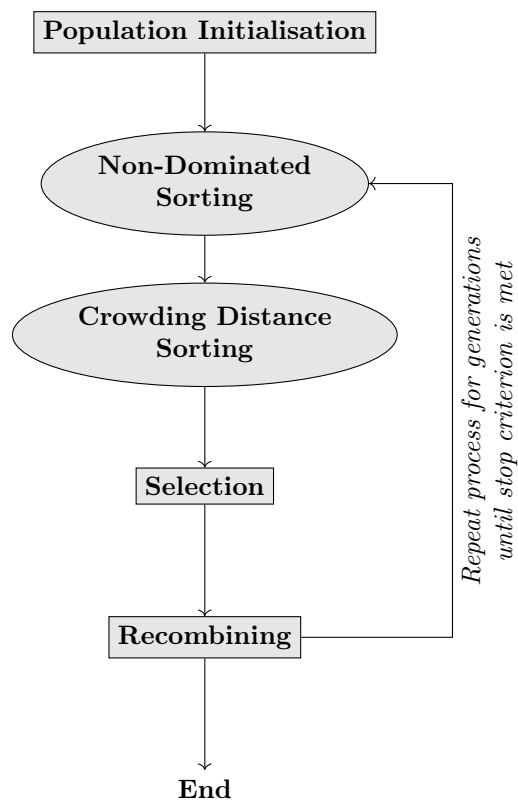 Population Initialisation
Non-Dominated
Sorting
Crowding Distance
Sorting
Selection
Recombining
End
Repeat process for generations
until stop criterion is met